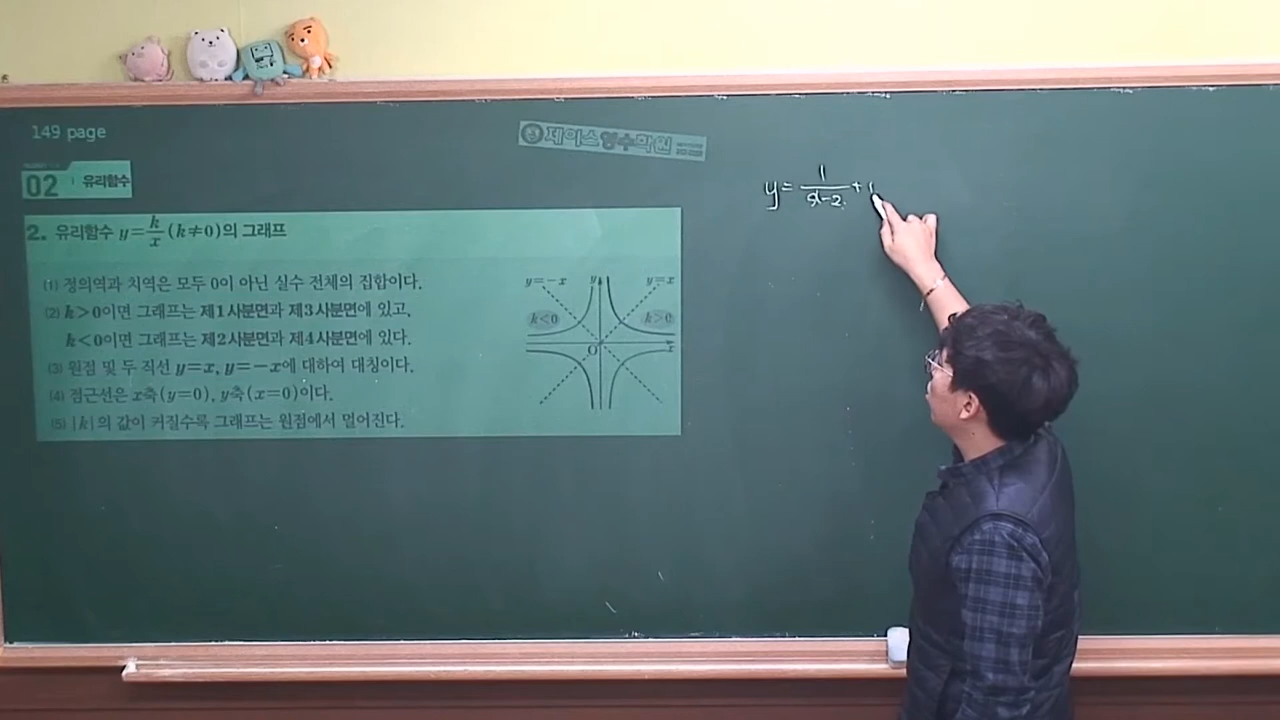 149 page
제이스영수학원
02 유리함수
y=1/(x-2)+1
2. 유리함수 y=k/x (k≠0)의 그래프
(1) 정의역과 치역은 모두 0이 아닌 실수 전체의 집합이다.
(2) k>0이면 그래프는 제1사분면과 제3사분면에 있고,
k<0이면 그래프는 제2사분면과 제4사분면에 있다.
(3) 원점 및 두 직선 y=x, y=-x에 대하여 대칭이다.
(4) 점근선은 x축(y=0), y축(x=0)이다.
(5) |k|의 값이 커질수록 그래프는 원점에서 멀어진다.
y=-x y y=x
k<0 k>0
O x